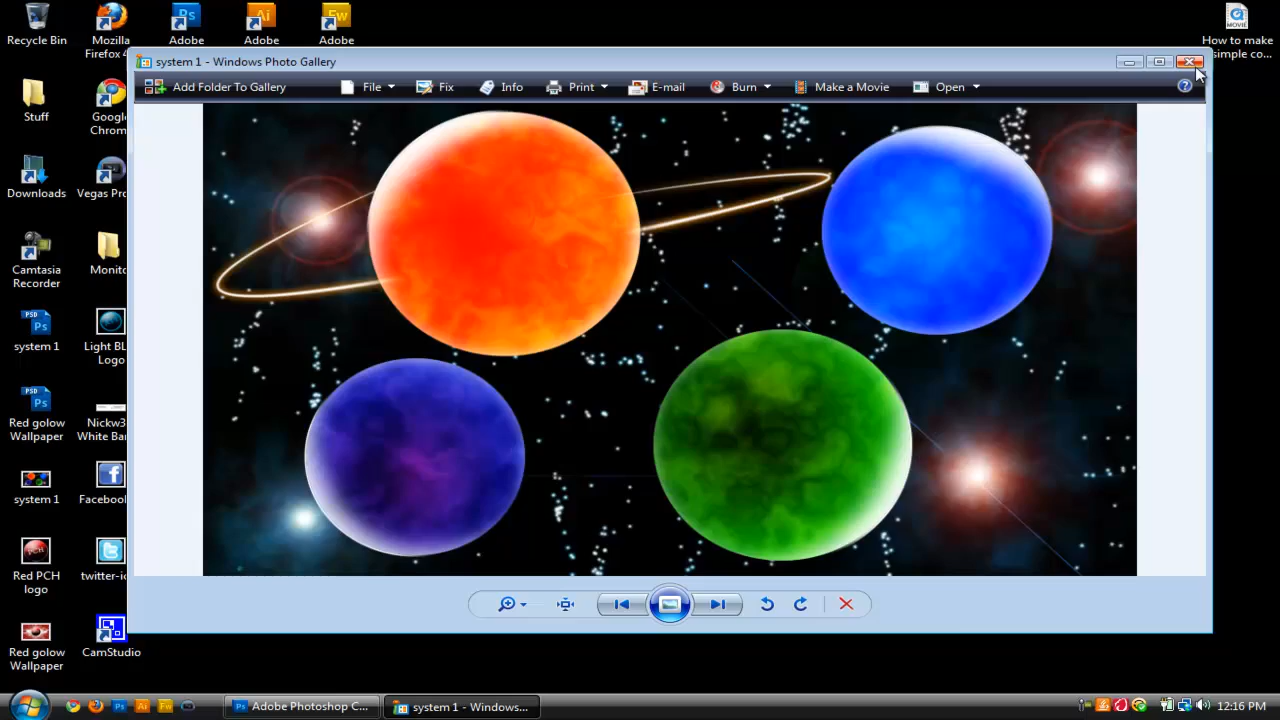 Recycle Bin
Mozilla
Firefox 4
Adobe
Adobe
Adobe
How to make
simple co...
system 1 - Windows Photo Gallery
Add Folder To Gallery
File
Fix
Info
Print
E-mail
Burn
Make a Movie
Open
Stuff
Google
Chrom
Downloads
Vegas Pro
Camtasia
Recorder
Monito
system 1
Light BL
Logo
Red golow
Wallpaper
Nickw3
White Bar
system 1
Facebook
Red PCH
logo
twitter-ic
Red golow
Wallpaper
CamStudio
Adobe Photoshop C...
system 1 - Windows...
12:16 PM